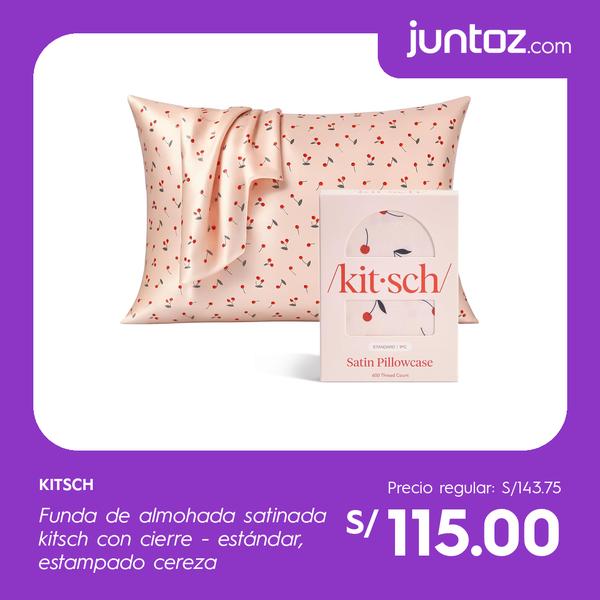 juntoz.com
/kit·sch/
STANDARD | 1PC
Satin Pillowcase
600 Thread Count
KITSCH
Precio regular: S/143.75
Funda de almohada satinada
kitsch con cierre - estándar,
estampado cereza
S/ 115.00